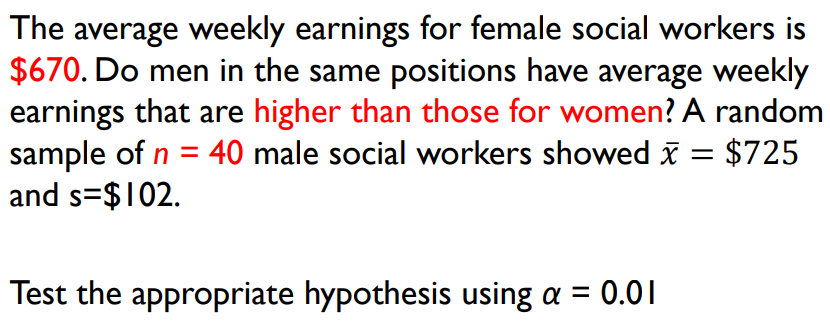 The average weekly earnings for female social workers is
$670. Do men in the same positions have average weekly
earnings that are higher than those for women? A random
sample of n = 40 male social workers showed x̄ = $725
and s=$102.
Test the appropriate hypothesis using α = 0.01